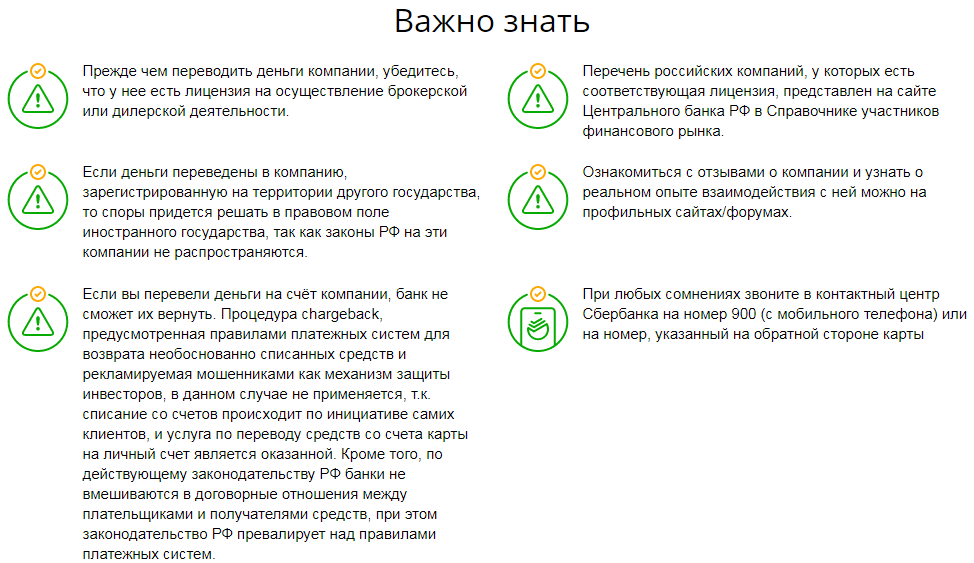 Важно знать
Прежде чем переводить деньги компании, убедитесь,
что у нее есть лицензия на осуществление брокерской
или дилерской деятельности.
Перечень российских компаний, у которых есть
соответствующая лицензия, представлен на сайте
Центрального банка РФ в Справочнике участников
финансового рынка.
Если деньги переведены в компанию,
зарегистрированную на территории другого государства,
то споры придется решать в правовом поле
иностранного государства, так как законы РФ на эти
компании не распространяются.
Ознакомиться с отзывами о компании и узнать о
реальном опыте взаимодействия с ней можно на
профильных сайтах/форумах.
Если вы перевели деньги на счёт компании, банк не
сможет их вернуть. Процедура chargeback,
предусмотренная правилами платежных систем для
возврата необоснованно списанных средств и
рекламируемая мошенниками как механизм защиты
инвесторов, в данном случае не применяется, т.к.
списание со счетов происходит по инициативе самих
клиентов, и услуга по переводу средств со счета карты
на личный счет является оказанной. Кроме того, по
действующему законодательству РФ банки не
вмешиваются в договорные отношения между
плательщиками и получателями средств, при этом
законодательство РФ превалирует над правилами
платежных систем.
При любых сомнениях звоните в контактный центр
Сбербанка на номер 900 (с мобильного телефона) или
на номер, указанный на обратной стороне карты